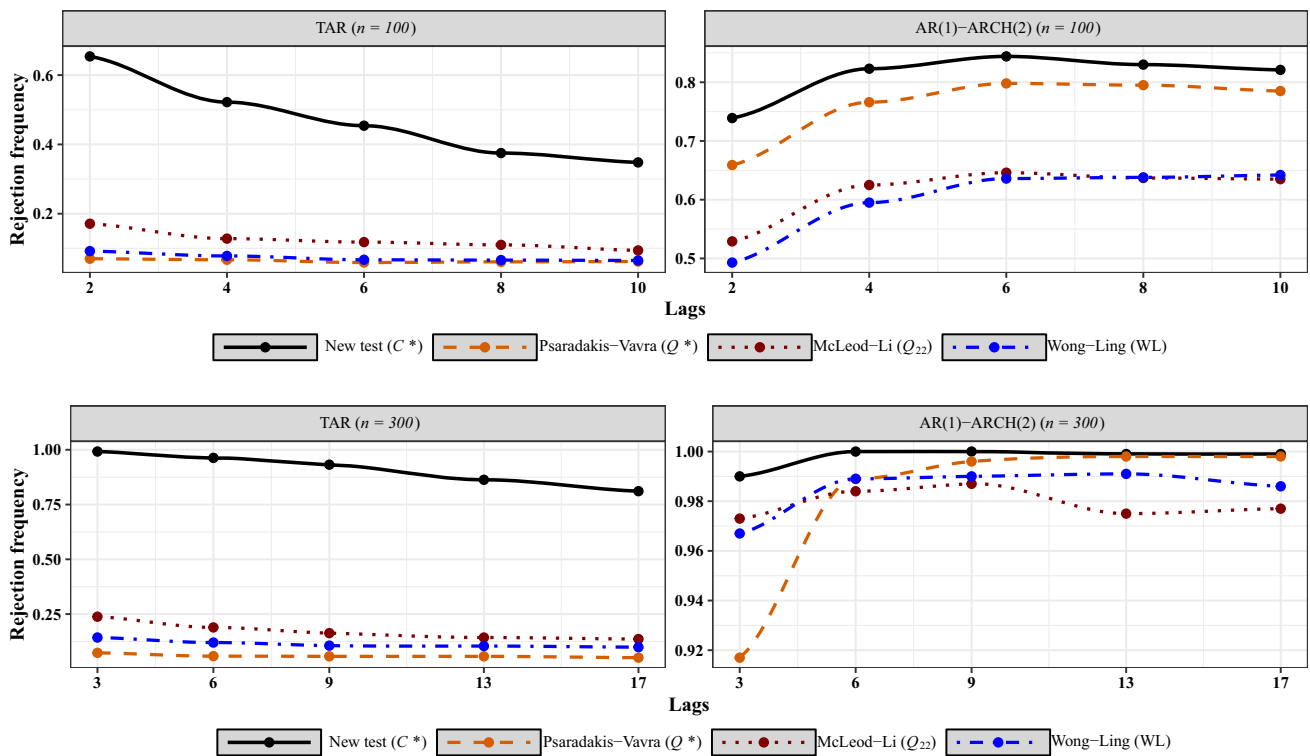 TAR (n = 100)
AR(1)−ARCH(2) (n = 100)
Rejection frequency
0.6
0.4
0.2
0.8
0.7
0.6
0.5
2 4 6 8 10
2 4 6 8 10
Lags
New test (C *) Psaradakis−Vavra (Q *) McLeod−Li (Q₂₂) Wong−Ling (WL)
TAR (n = 300)
AR(1)−ARCH(2) (n = 300)
Rejection frequency
1.00
0.75
0.50
0.25
1.00
0.98
0.96
0.94
0.92
3 6 9 13 17
3 6 9 13 17
Lags
New test (C *) Psaradakis−Vavra (Q *) McLeod−Li (Q₂₂) Wong−Ling (WL)